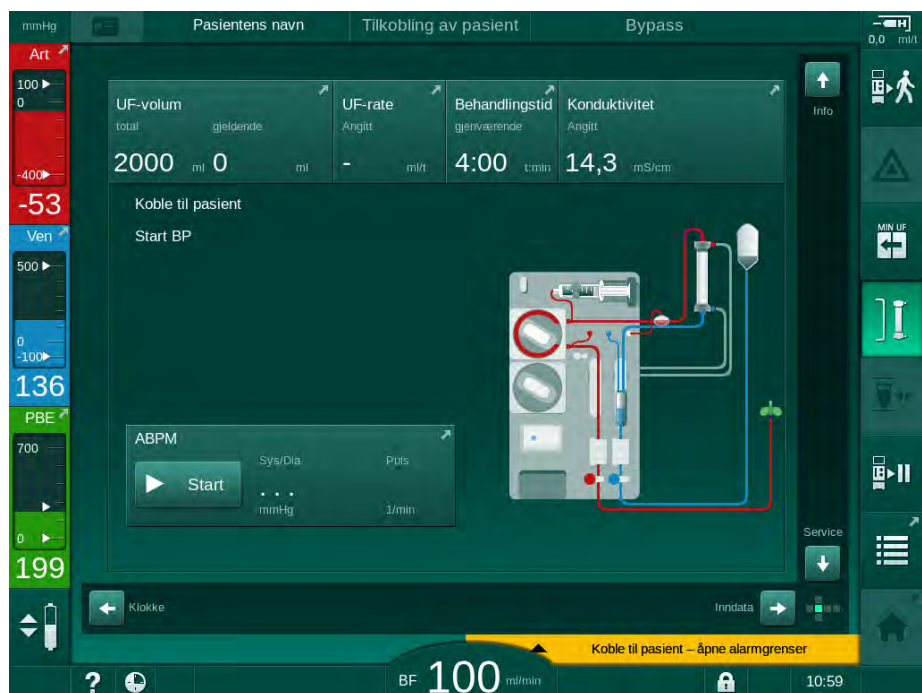 mmHg
Pasientens navn
Tilkobling av pasient
Bypass
0,0 ml/t
Art
100
0
-400
-53
Ven
500
0
-100
136
PBE
700
0
199
UF-volum
total gjeldende
2000 ml 0 ml
UF-rate
Angitt
- ml/t
Behandlingstid
gjenværende
4:00 t:min
Konduktivitet
Angitt
14,3 mS/cm
Info
Koble til pasient
Start BP
MIN UF
ABPM
Sys/Dia Puls
Start
. . .
mmHg 1/min
Service
Klokke
Inndata
Koble til pasient – åpne alarmgrenser
? BF 100 ml/min 10:59